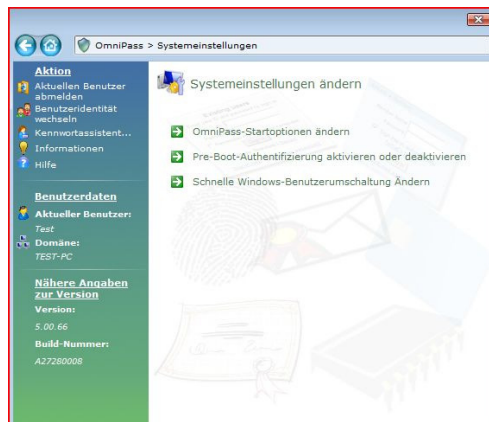 OmniPass > Systemeinstellungen
Aktion
Aktuellen Benutzer
abmelden
Benutzeridentität
wechseln
Kennwortassistent...
Informationen
Hilfe
Benutzerdaten
Aktueller Benutzer:
Test
Domäne:
TEST-PC
Nähere Angaben
zur Version
Version:
5.00.66
Build-Nummer:
A27280008
Systemeinstellungen ändern
OmniPass-Startoptionen ändern
Pre-Boot-Authentifizierung aktivieren oder deaktivieren
Schnelle Windows-Benutzerumschaltung Ändern